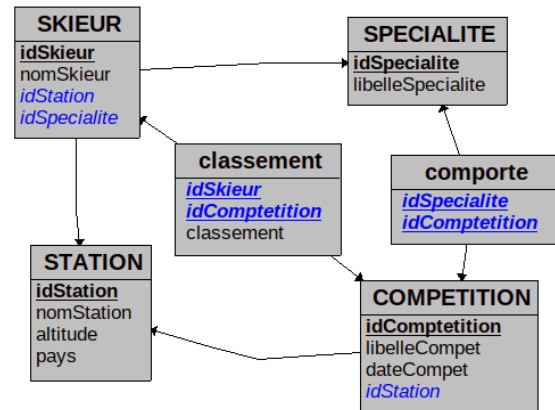 SKIEUR
idSkieur
nomSkieur
idStation
idSpecialite
SPECIALITE
idSpecialite
libelleSpecialite
classement
idSkieur
idComptetition
classement
comporte
idSpecialite
idComptetition
STATION
idStation
nomStation
altitude
pays
COMPETITION
idComptetition
libelleCompet
dateCompet
idStation